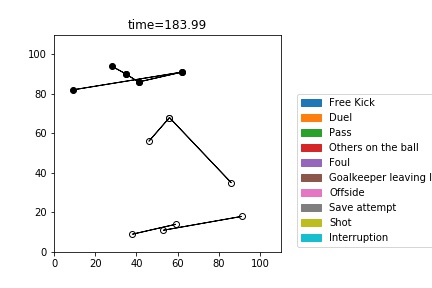 time=183.99
100
80
60
40
20
0
0 20 40 60 80 100
Free Kick
Duel
Pass
Others on the ball
Foul
Goalkeeper leaving l
Offside
Save attempt
Shot
Interruption